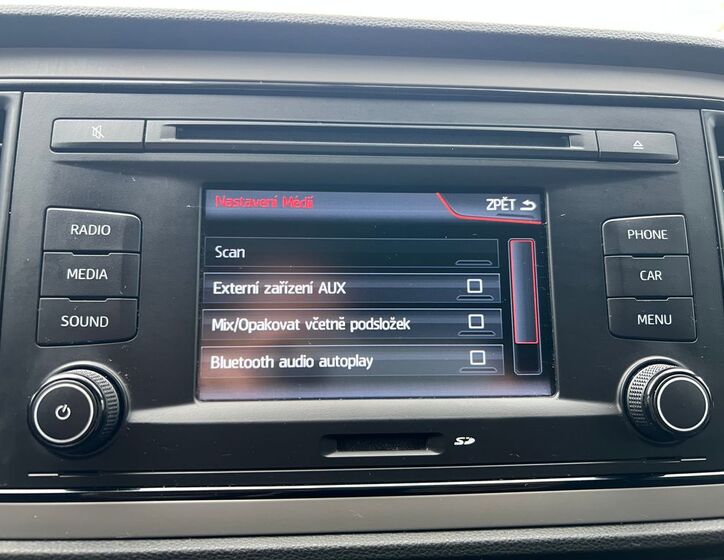 Nastavení Médií
ZPĚT
RADIO
PHONE
Scan
MEDIA
CAR
Externí zařízení AUX
SOUND
Mix/Opakovat včetně podsložek
MENU
Bluetooth audio autoplay
SD